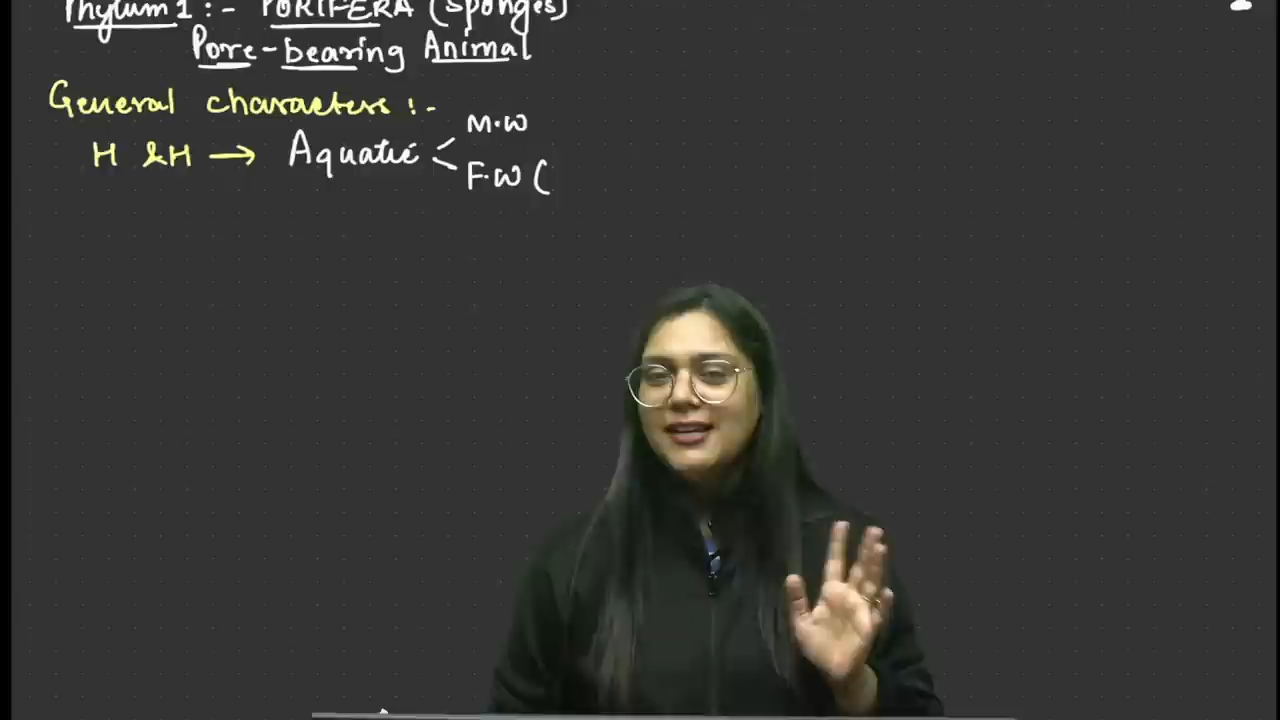 Phylum 1 :- PORIFERA (Sponges)
Pore-bearing Animal
General characters :-
M.W
H & H → Aquatic <
F.W (